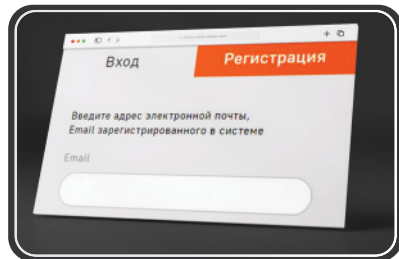 Вход
Регистрация
Введите адрес электронной почты,
Email зарегистрированного в системе
Email